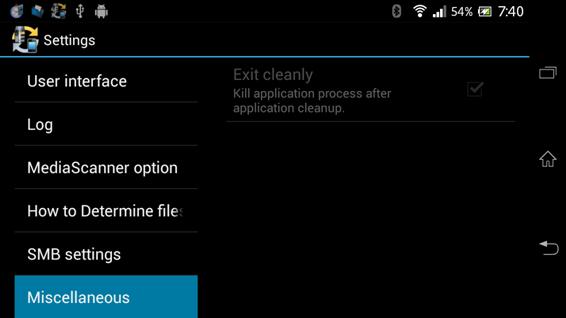 54% 7:40
Settings
User interface
Log
MediaScanner option
How to Determine files
SMB settings
Miscellaneous
Exit cleanly
Kill application process after
application cleanup.